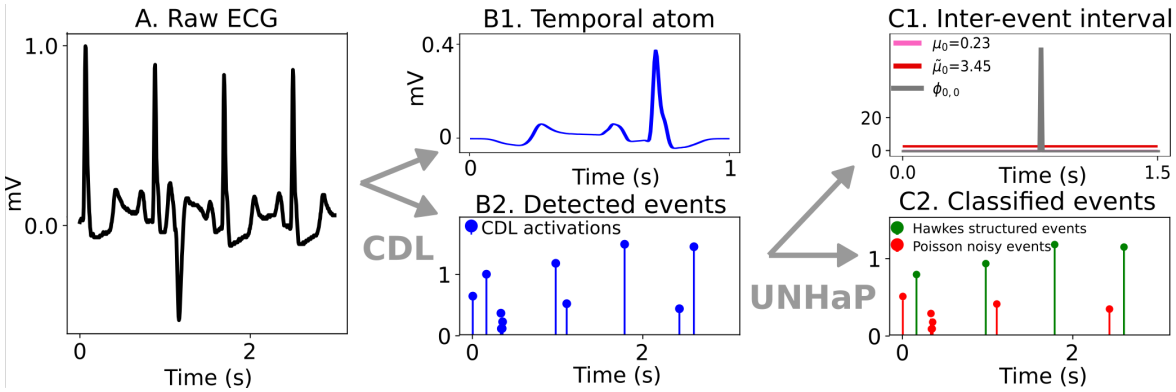 A. Raw ECG
1.0
0.0
mV
0
2
Time (s)
CDL
B1. Temporal atom
0.4
0
mV
0
1
Time (s)
B2. Detected events
CDL activations
1
0
0
2
Time (s)
UNHaP
C1. Inter-event interval
μ₀=0.23
μ̃₀=3.45
ϕ₀,₀
20
0
0.0
1.5
Time (s)
C2. Classified events
Hawkes structured events
Poisson noisy events
1
0
0
2
Time (s)